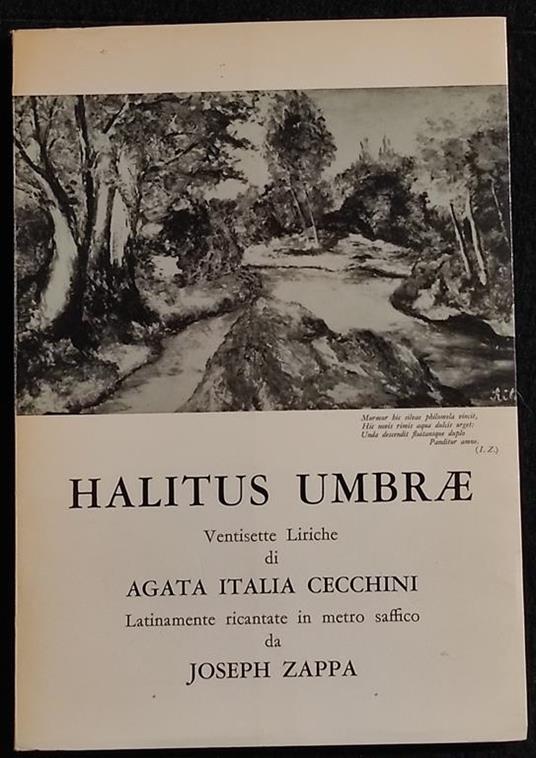 Murmur hic silvae philomela vincit,
Hic novis rimis aqua dulcis urget:
Unda descendit fluitansque duplo
Panditur amne.
(I. Z.)
HALITUS UMBRÆ
Ventisette Liriche
di
AGATA ITALIA CECCHINI
Latinamente ricantate in metro saffico
da
JOSEPH ZAPPA